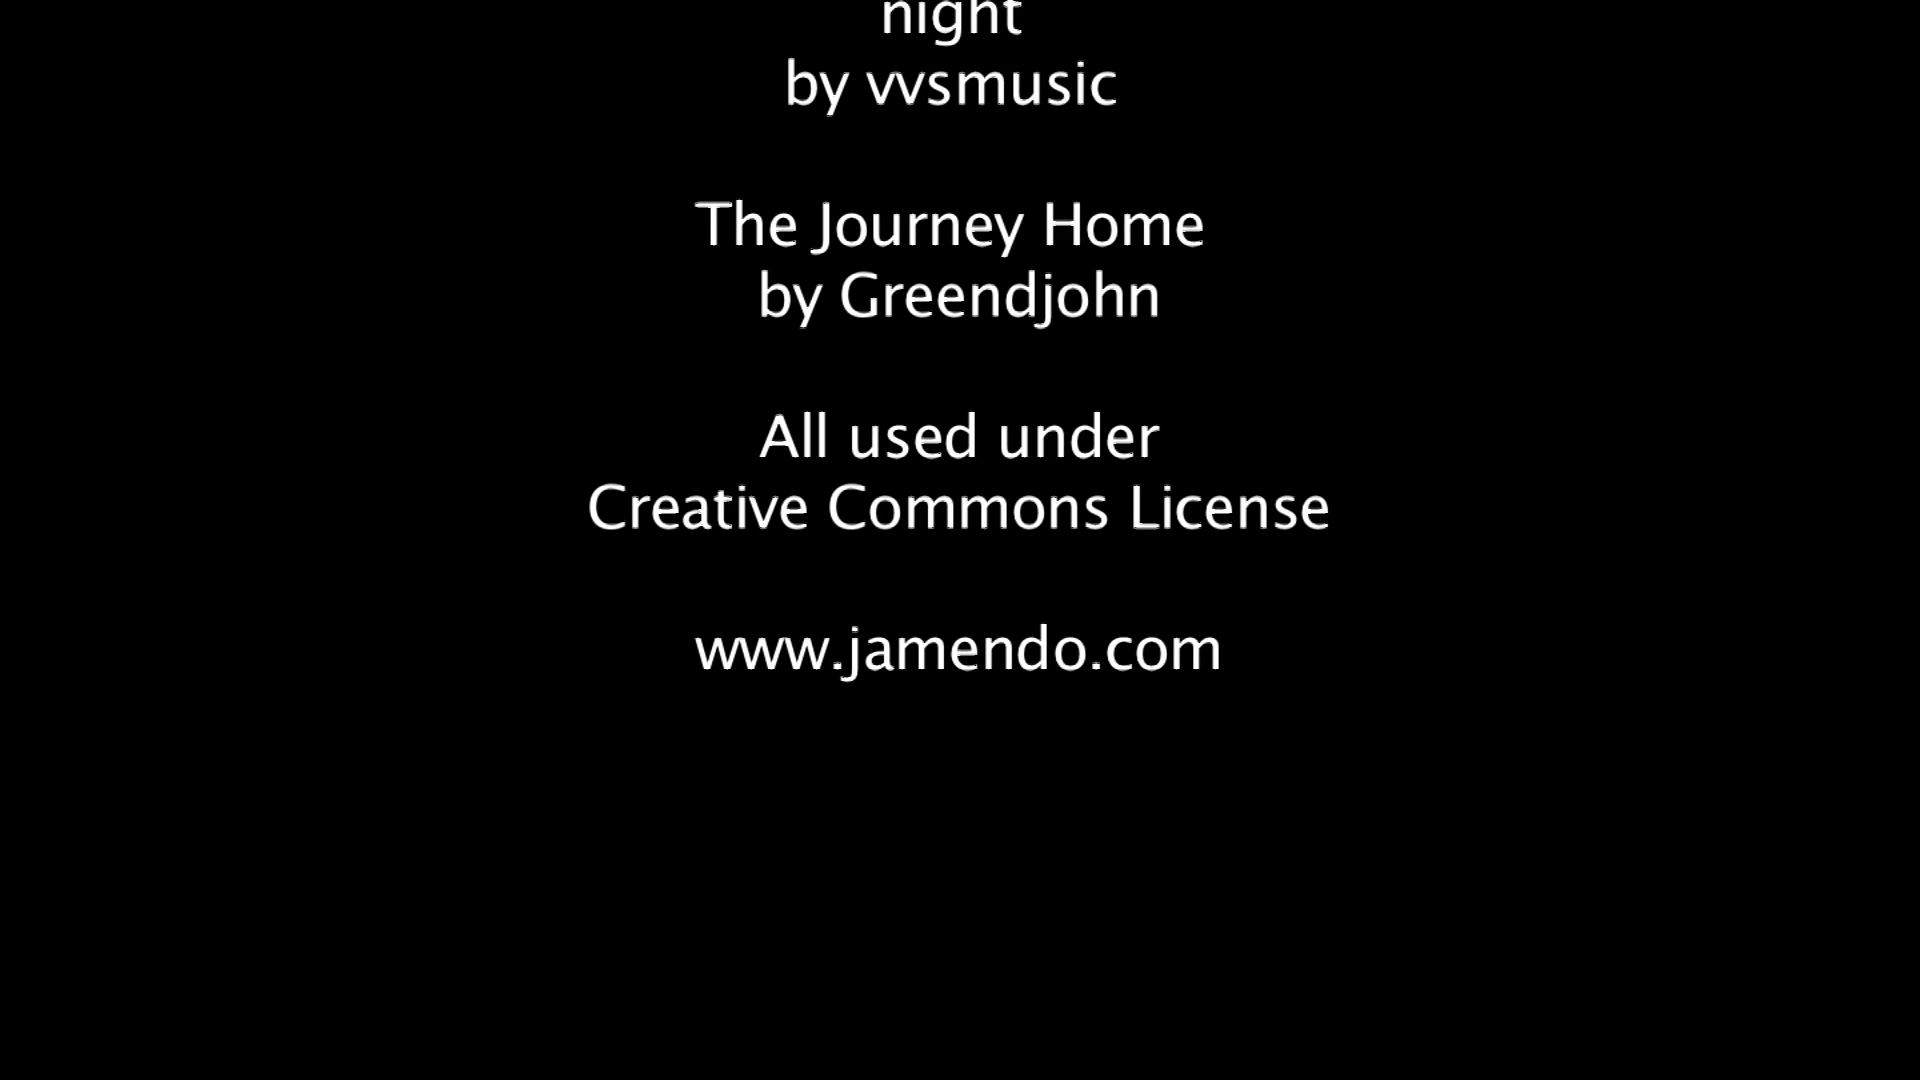 night
by vvsmusic
The Journey Home
by Greendjohn
All used under
Creative Commons License
www.jamendo.com